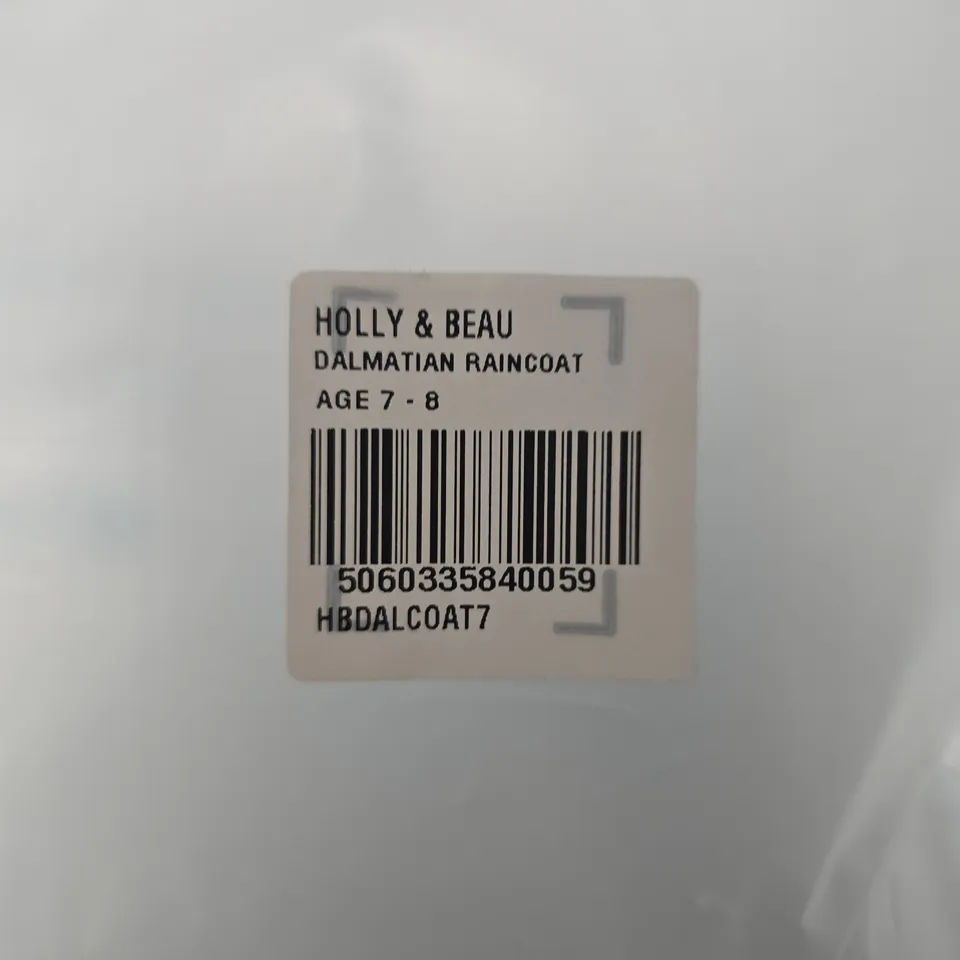 HOLLY & BEAU
DALMATIAN RAINCOAT
AGE 7 - 8
5060335840059
HBDALCOAT7